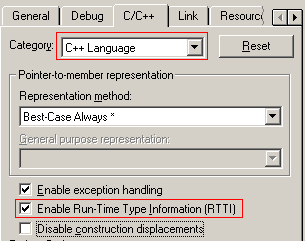 General Debug C/C++ Link Resourc
Category: C++ Language Reset
Pointer-to-member representation
Representation method:
Best-Case Always *
General purpose representation:
Enable exception handling
Enable Run-Time Type Information (RTTI)
Disable construction displacements